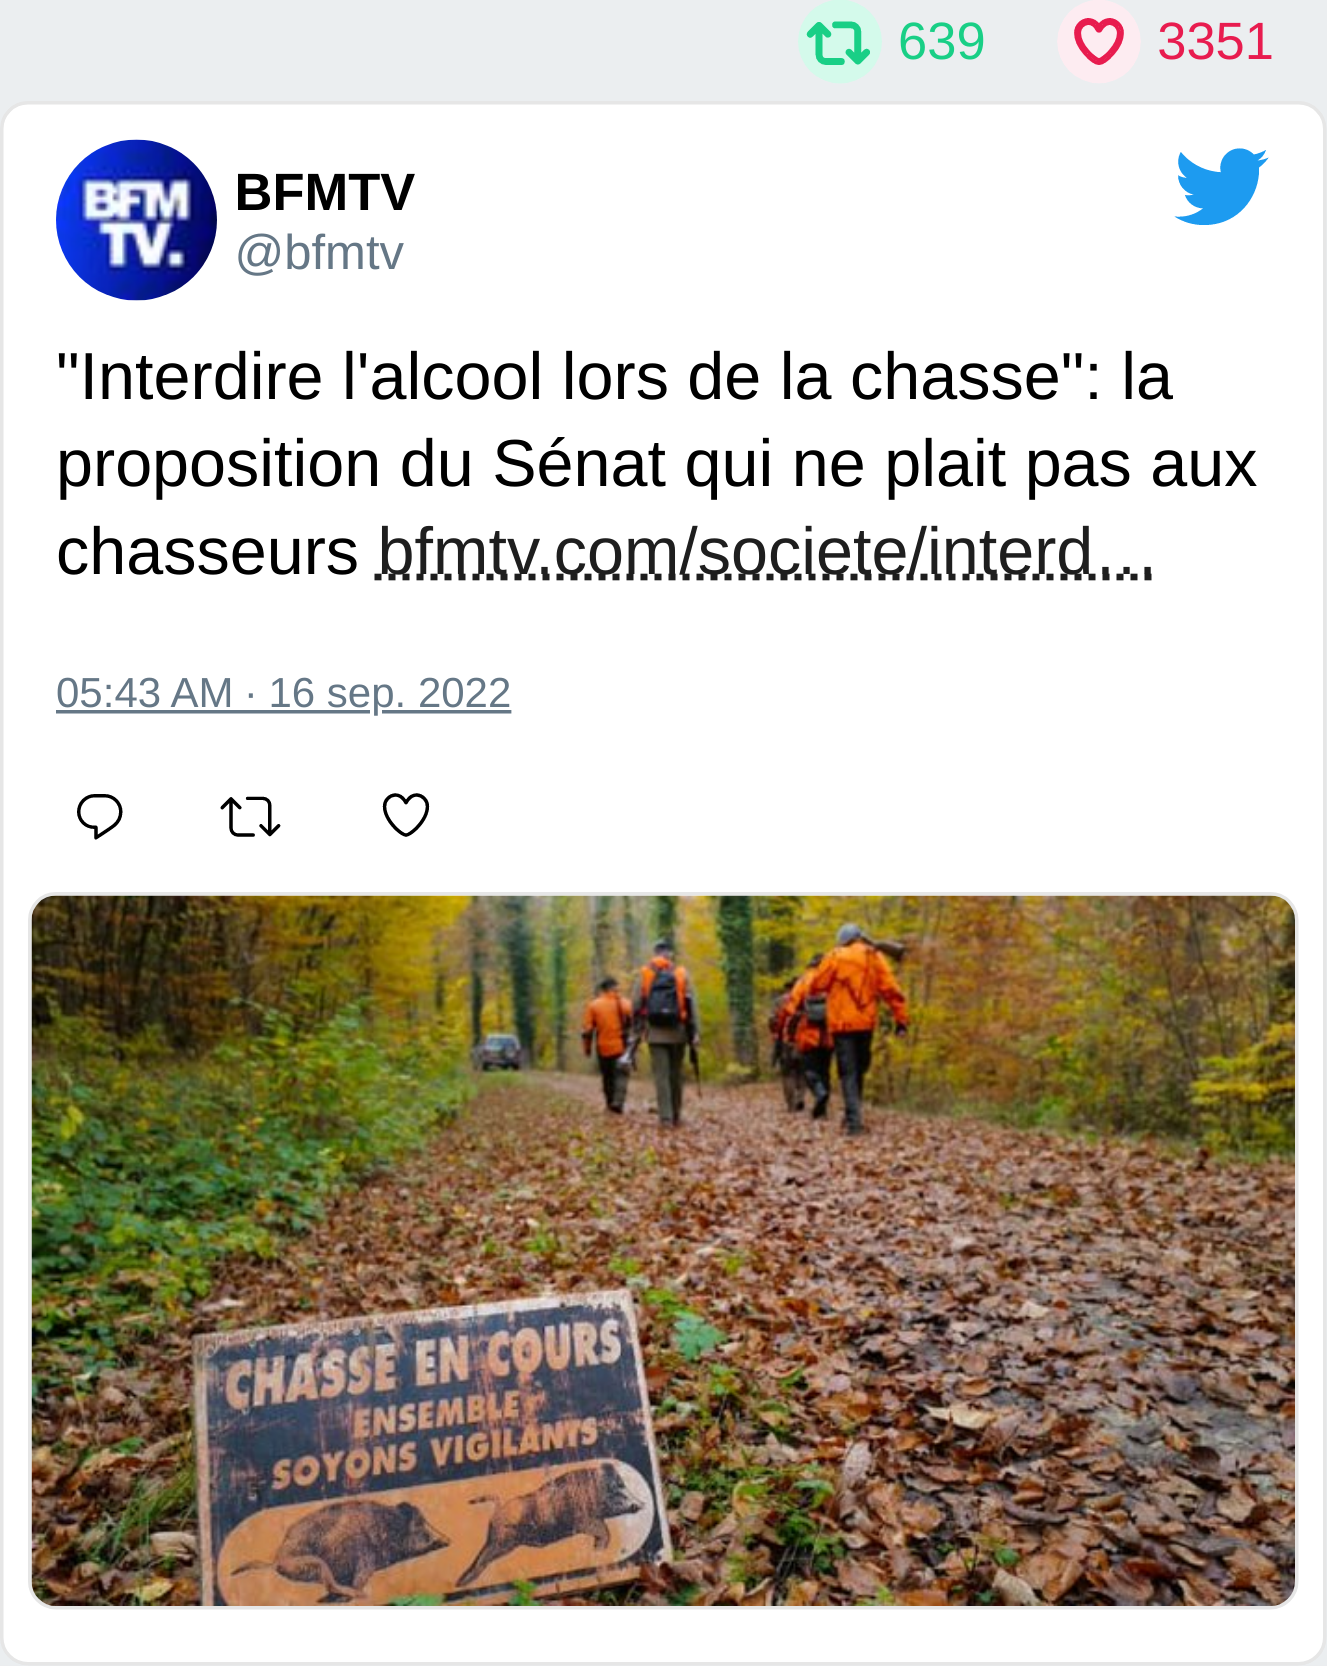 639 3351
BFM
TV.
BFMTV
@bfmtv
"Interdire l'alcool lors de la chasse": la
proposition du Sénat qui ne plait pas aux
chasseurs bfmtv.com/societe/interd...
05:43 AM · 16 sep. 2022
CHASSE EN COURS
ENSEMBLE
SOYONS VIGILANTS